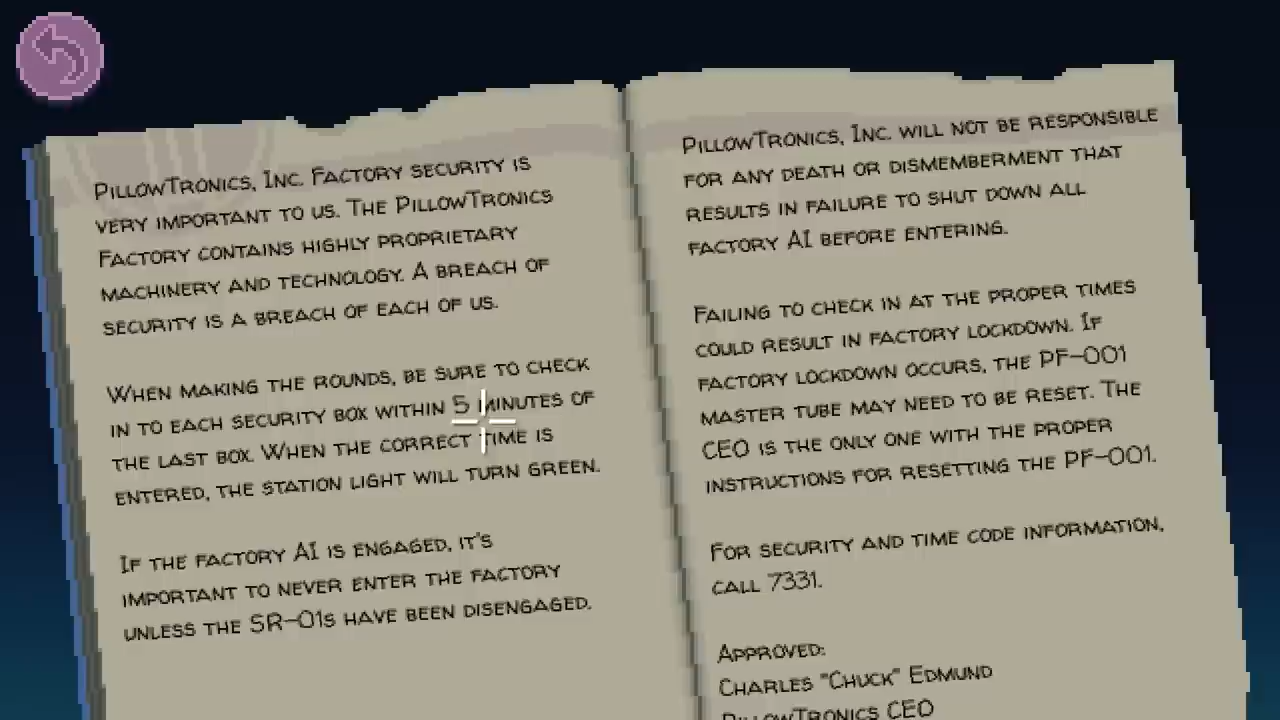 PillowTronics, Inc. Factory security is
very important to us. The PillowTronics
Factory contains highly proprietary
machinery and technology. A breach of
security is a breach of each of us.
When making the rounds, be sure to check
in to each security box within 5 minutes of
the last box. When the correct time is
entered, the station light will turn green.
If the factory AI is engaged, it's
important to never enter the factory
unless the SR-01s have been disengaged.
PillowTronics, Inc. will not be responsible
for any death or dismemberment that
results in failure to shut down all
factory AI before entering.
Failing to check in at the proper times
could result in factory lockdown. If
factory lockdown occurs, the PF-001
master tube may need to be reset. The
CEO is the only one with the proper
instructions for resetting the PF-001.
For security and time code information,
call 7331.
Approved:
Charles "Chuck" Edmund
PillowTronics CEO